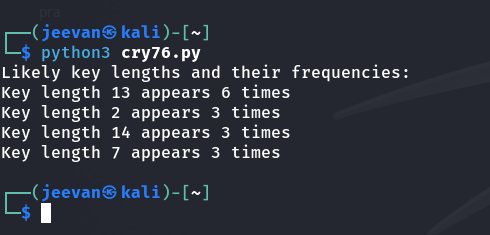 pra
┌──(jeevan㉿kali)-[~]
└─$ python3 cry76.py
Likely key lengths and their frequencies:
Key length 13 appears 6 times
Key length 2 appears 3 times
Key length 14 appears 3 times
Key length 7 appears 3 times
┌──(jeevan㉿kali)-[~]
└─$